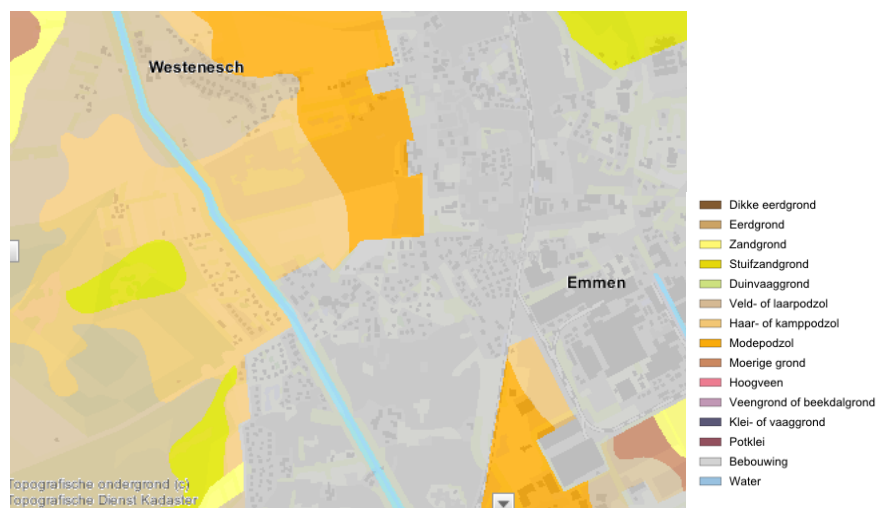 Westenesch
Emmen
Topografische ondergrond (c)
Topografische Dienst Kadaster
Dikke eerdgrond
Eerdgrond
Zandgrond
Stuifzandgrond
Duinvaaggrond
Veld- of laarpodzol
Haar- of kamppodzol
Modepodzol
Moerige grond
Hoogveen
Veengrond of beekdalgrond
Klei- of vaaggrond
Potklei
Bebouwing
Water